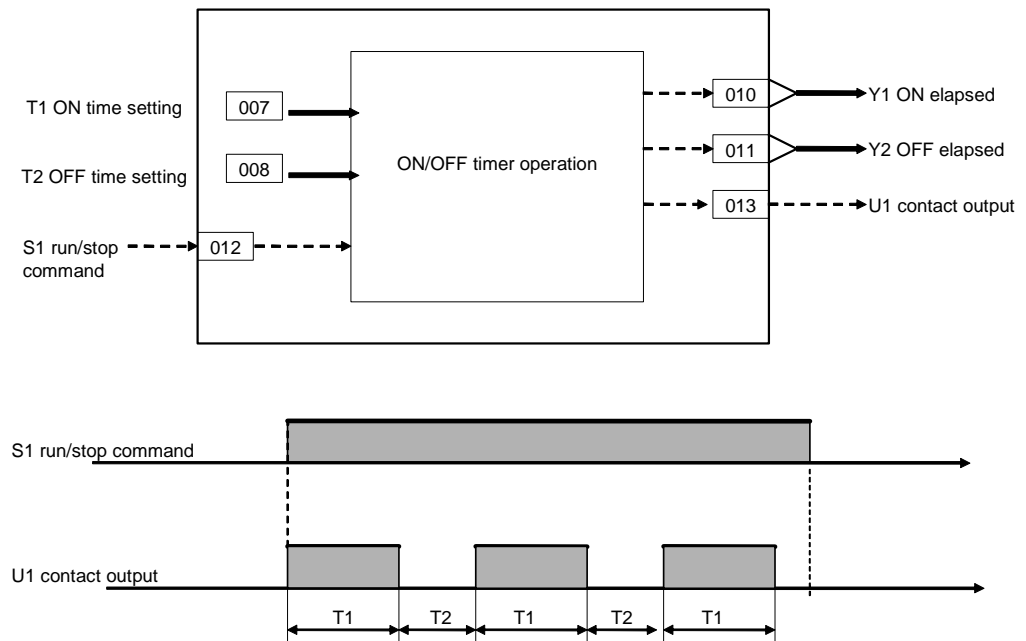 T1 ON time setting
007
010
Y1 ON elapsed
T2 OFF time setting
008
ON/OFF timer operation
011
Y2 OFF elapsed
013
U1 contact output
S1 run/stop
command
012
S1 run/stop command
U1 contact output
T1
T2
T1
T2
T1